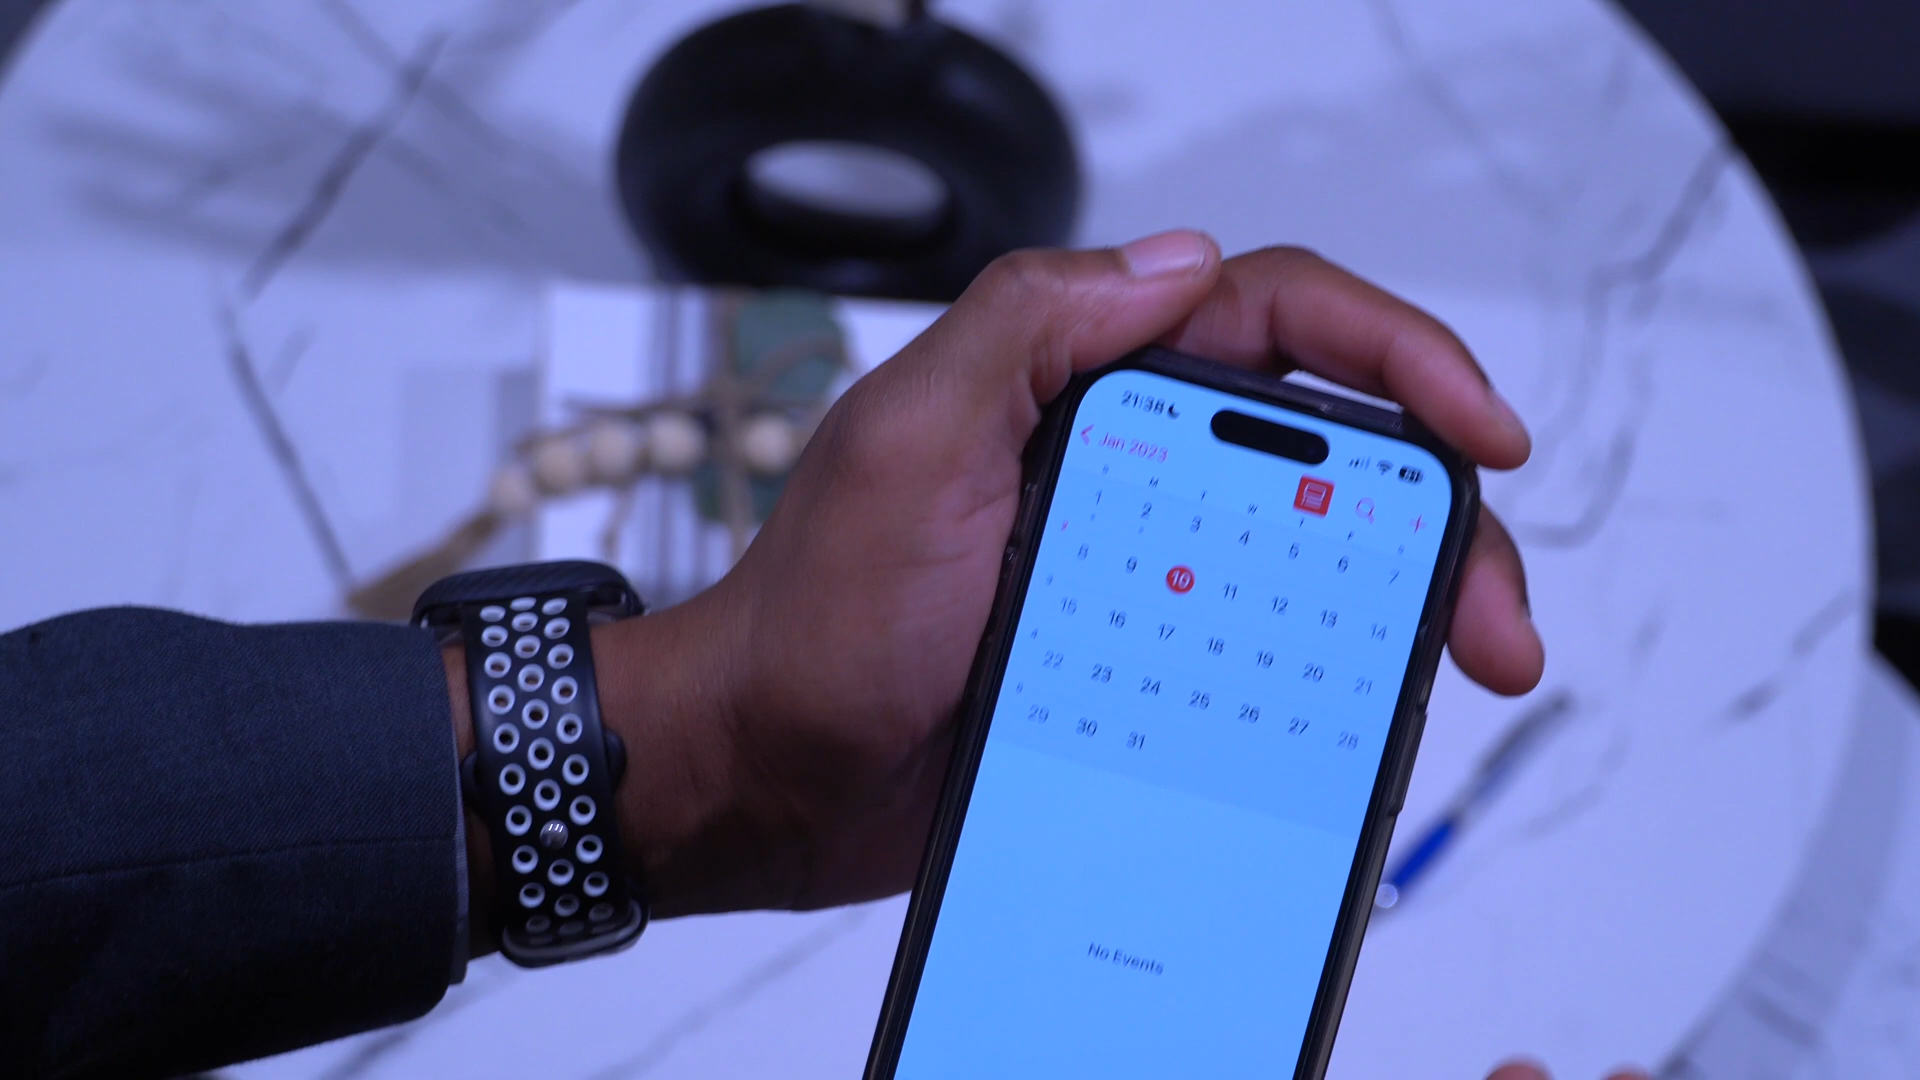 21:38
Jan 2023
S M T W T F S
1 2 3 4 5 6 7
8 9 10 11 12 13 14
15 16 17 18 19 20 21
22 23 24 25 26 27 28
29 30 31
No Events